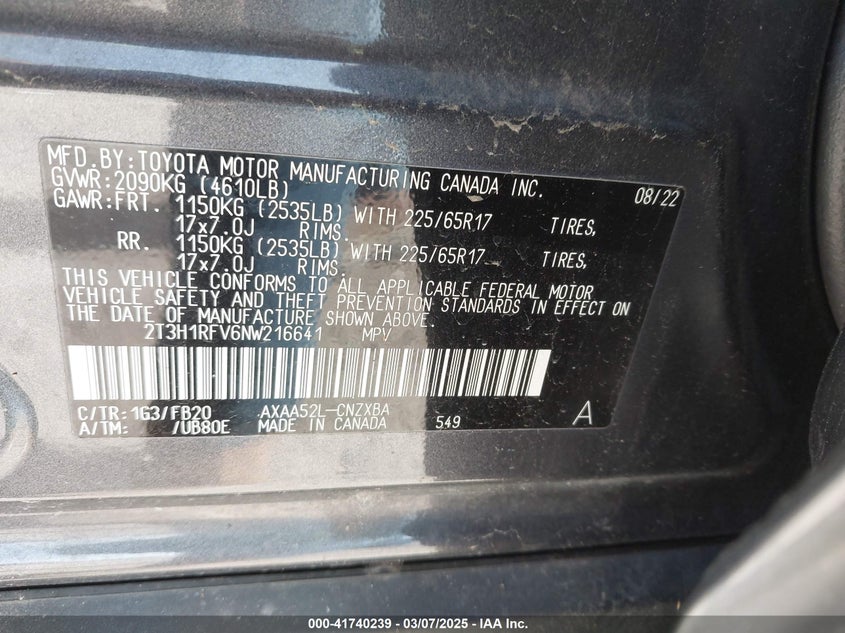 MFD.BY:TOYOTA MOTOR MANUFACTURING CANADA INC. 08/22
GVWR:2090KG (4610LB)
GAWR:FRT. 1150KG (2535LB) WITH 225/65R17 TIRES,
17x7.0J RIMS.
RR. 1150KG (2535LB) WITH 225/65R17 TIRES,
17x7.0J RIMS.
THIS VEHICLE CONFORMS TO ALL APPLICABLE FEDERAL MOTOR
VEHICLE SAFETY AND THEFT PREVENTION STANDARDS IN EFFECT ON
THE DATE OF MANUFACTURE SHOWN ABOVE.
2T3H1RFV6NW216641 MPV
C/TR:1G3/FB20 AXAA52L-CNZXBA
A/TM: /UB80E MADE IN CANADA 549 A
000-41740239 — 03/07/2025 — IAA Inc.